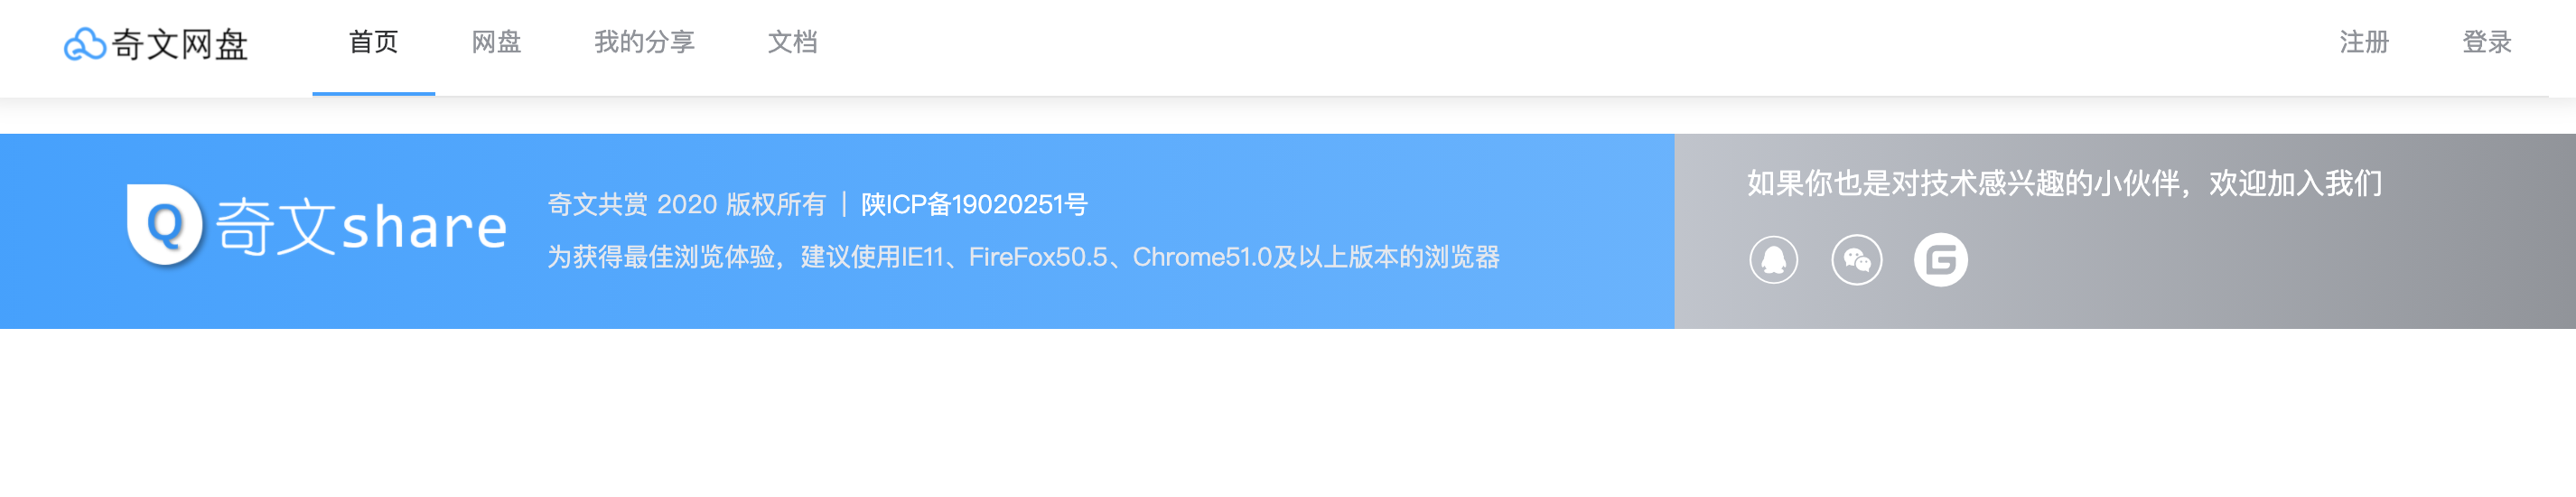 奇文网盘 首页 网盘 我的分享 文档 注册 登录
Q 奇文share
奇文共赏 2020 版权所有 | 陕ICP备19020251号
为获得最佳浏览体验，建议使用IE11、FireFox50.5、Chrome51.0及以上版本的浏览器
如果你也是对技术感兴趣的小伙伴，欢迎加入我们
G